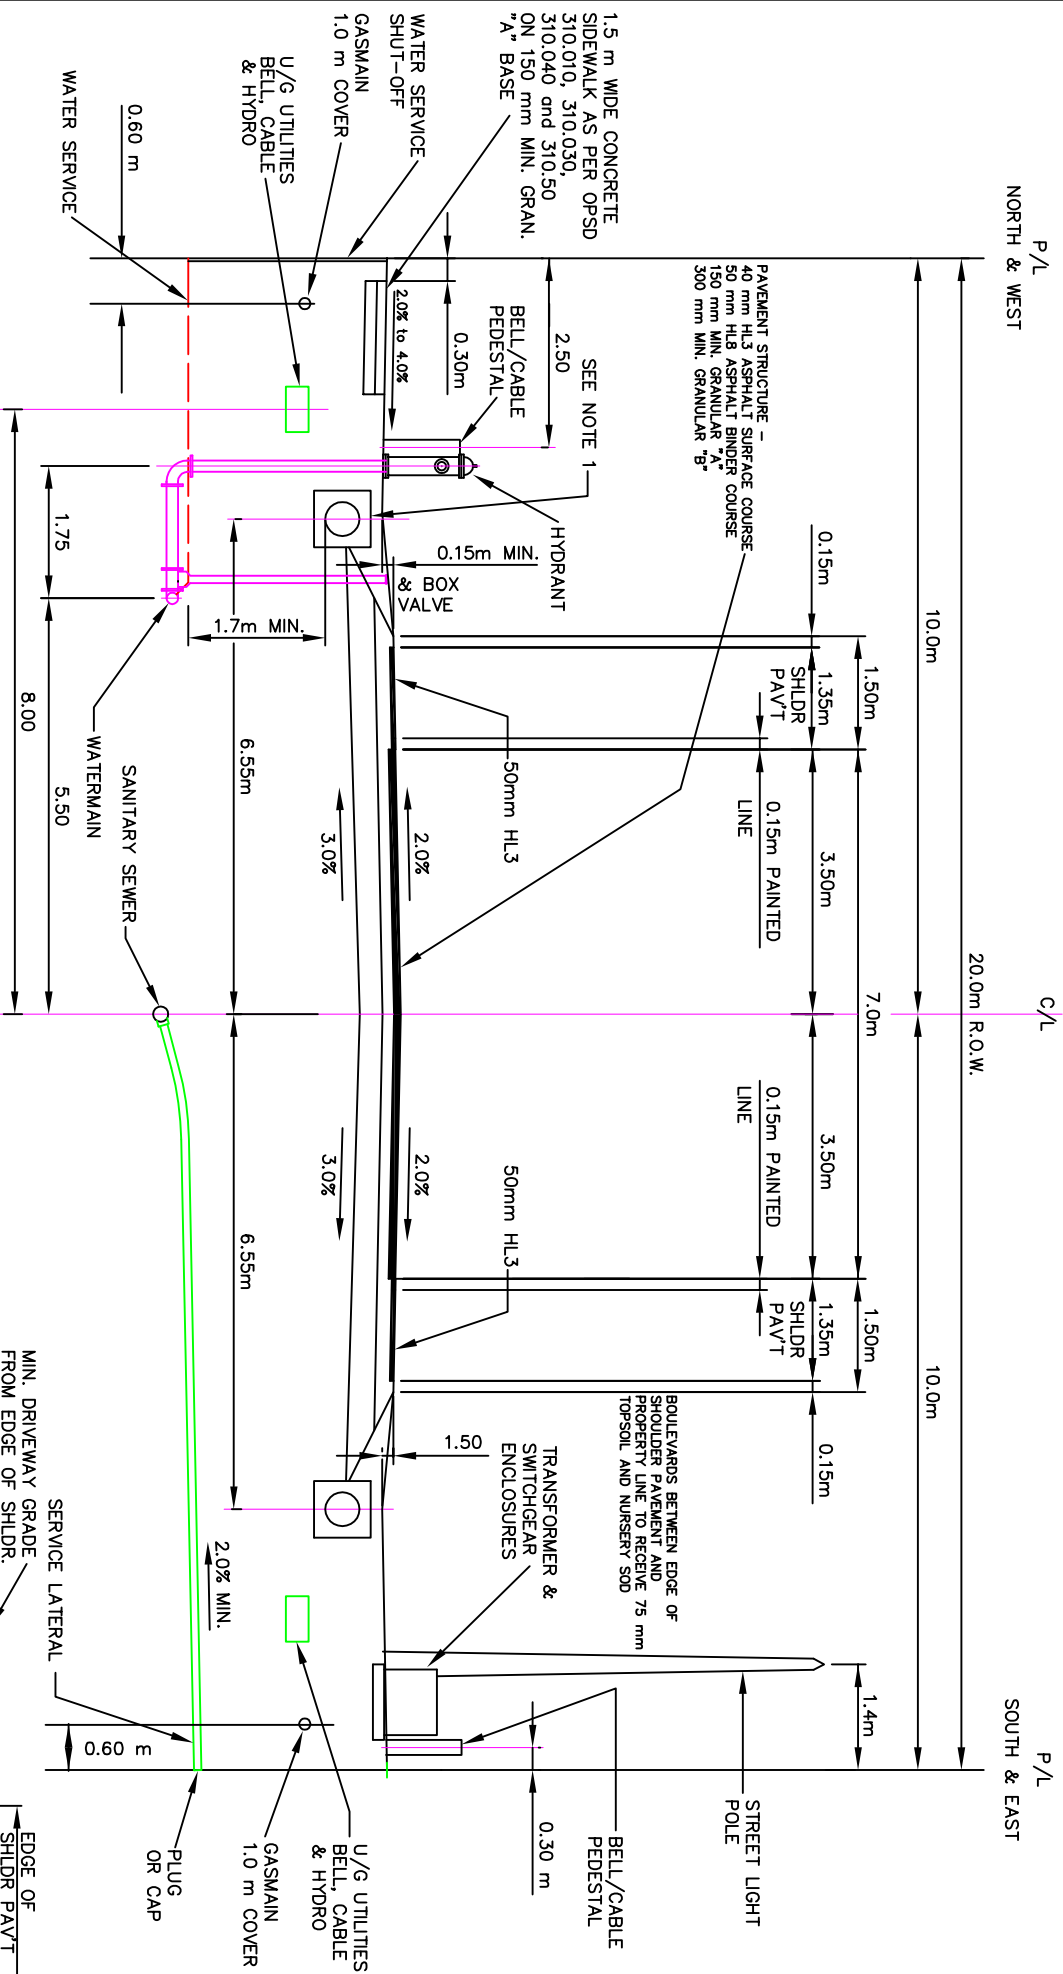 P/L
NORTH & WEST
C/L
P/L
SOUTH & EAST
20.0m R.O.W.
10.0m
10.0m
1.50m
7.0m
1.50m
0.15m
1.35m
SHLDR
PAV'T
3.50m
3.50m
1.35m
SHLDR
PAV'T
0.15m
1.4m
0.15m PAINTED
LINE
0.15m PAINTED
LINE
STREET LIGHT
POLE
PAVEMENT STRUCTURE –
40 mm HL3 ASPHALT SURFACE COURSE
50 mm HL8 ASPHALT BINDER COURSE
150 mm MIN. GRANULAR "A"
300 mm MIN. GRANULAR "B"
BOULEVARDS BETWEEN EDGE OF
SHOULDER PAVEMENT AND
PROPERTY LINE TO RECEIVE 75 mm
TOPSOIL AND NURSERY SOD
1.5 m WIDE CONCRETE
SIDEWALK AS PER OPSD
310.010, 310.030,
310.040 and 310.50
ON 150 mm MIN. GRAN.
"A" BASE
SEE NOTE 1
2.50
HYDRANT
BELL/CABLE
PEDESTAL
0.30m
2.0% to 4.0%
0.15m MIN.
& BOX
VALVE
50mm HL3
50mm HL3
TRANSFORMER &
SWITCHGEAR
ENCLOSURES
1.50
BELL/CABLE
PEDESTAL
0.30 m
WATER SERVICE
SHUT-OFF
GASMAIN
1.0 m COVER
U/G UTILITIES
BELL, CABLE
& HYDRO
2.0%
3.0%
2.0%
3.0%
U/G UTILITIES
BELL, CABLE
& HYDRO
GASMAIN
1.0 m COVER
1.7m MIN.
6.55m
6.55m
2.0% MIN.
0.60 m
WATER SERVICE
SANITARY SEWER
WATERMAIN
PLUG
OR CAP
0.60 m
1.75
5.50
SERVICE LATERAL
8.00
MIN. DRIVEWAY GRADE
FROM EDGE OF SHLDR.
EDGE OF
SHLDR PAV'T